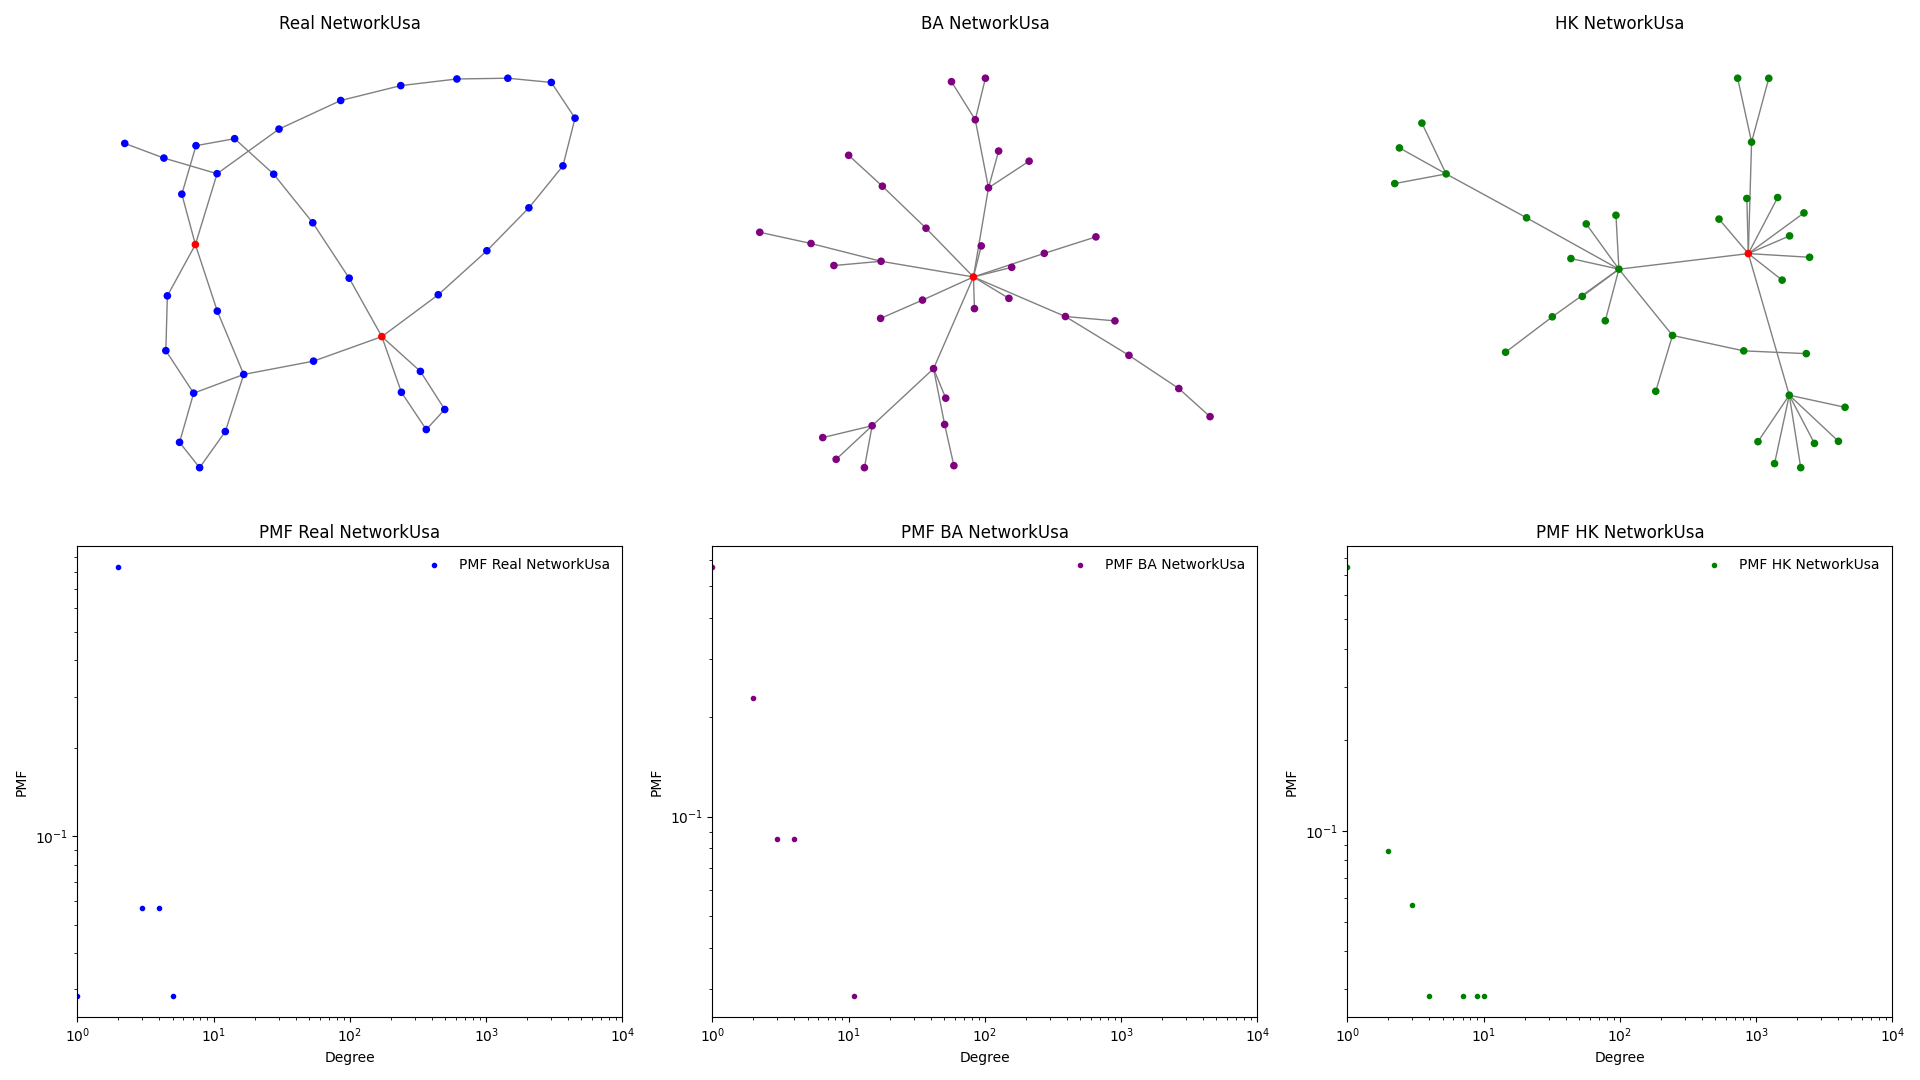 Real NetworkUsa
BA NetworkUsa
HK NetworkUsa
PMF Real NetworkUsa
PMF Real NetworkUsa
PMF
10⁻¹
10⁰ 10¹ 10² 10³ 10⁴
Degree
PMF BA NetworkUsa
PMF BA NetworkUsa
PMF
10⁻¹
10⁰ 10¹ 10² 10³ 10⁴
Degree
PMF HK NetworkUsa
PMF HK NetworkUsa
PMF
10⁻¹
10⁰ 10¹ 10² 10³ 10⁴
Degree